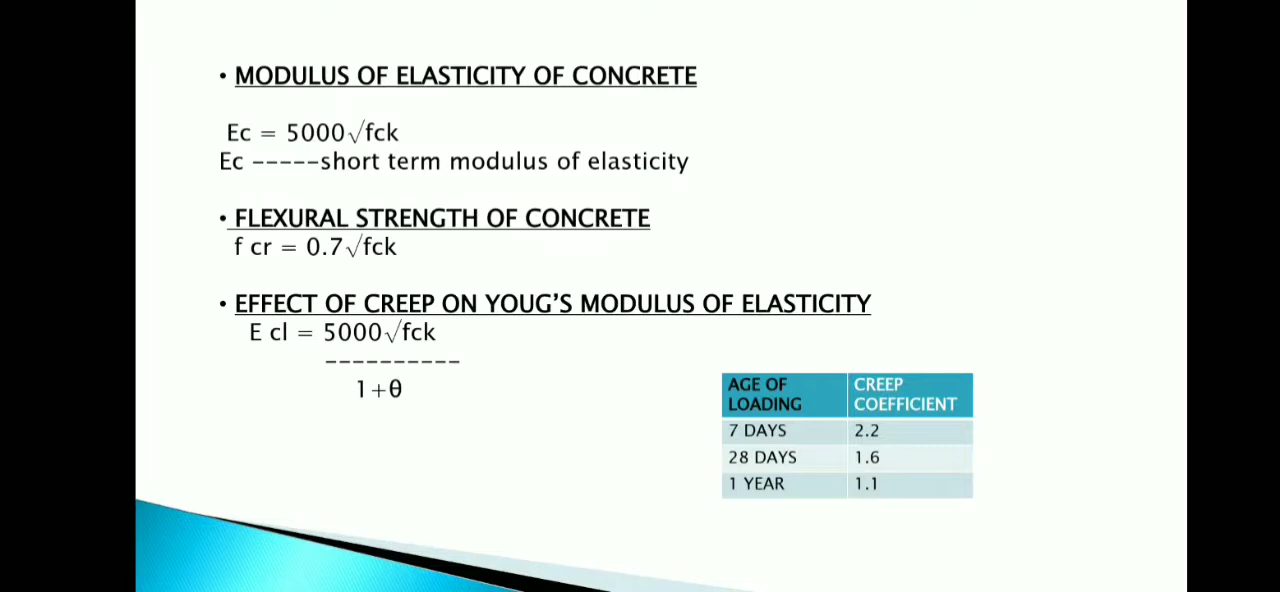 • MODULUS OF ELASTICITY OF CONCRETE
Ec = 5000√fck
Ec -----short term modulus of elasticity
• FLEXURAL STRENGTH OF CONCRETE
f cr = 0.7√fck
• EFFECT OF CREEP ON YOUG'S MODULUS OF ELASTICITY
E cl = 5000√fck
----------
1+θ
AGE OF LOADING CREEP COEFFICIENT
7 DAYS 2.2
28 DAYS 1.6
1 YEAR 1.1